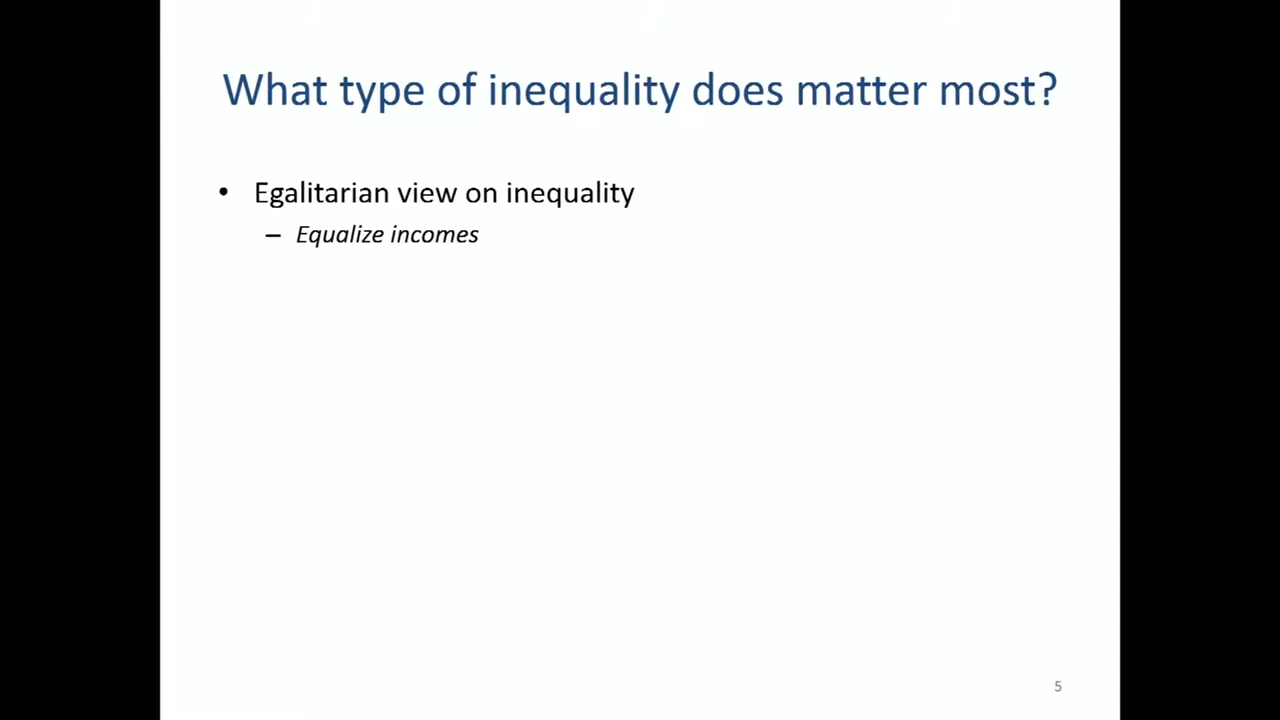 What type of inequality does matter most?
• Egalitarian view on inequality
– Equalize incomes
5